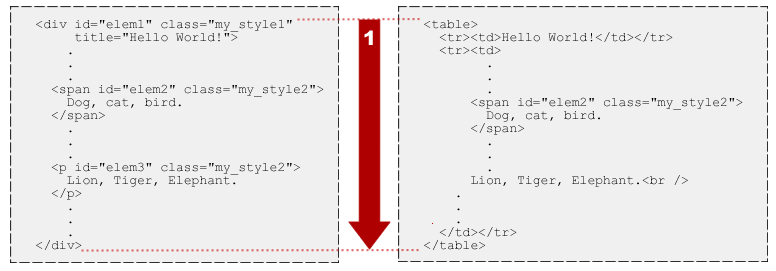 <div id="elem1" class="my_style1"
title="Hello World!">
.
.
.
<span id="elem2" class="my_style2">
Dog, cat, bird.
</span>
.
.
.
<p id="elem3" class="my_style2">
Lion, Tiger, Elephant.
</p>
.
.
.
</div>
1
<table>
<tr><td>Hello World!</td></tr>
<tr><td>
.
.
.
<span id="elem2" class="my_style2">
Dog, cat, bird.
</span>
.
.
.
Lion, Tiger, Elephant.<br />
.
.
. .
</td></tr>
</table>